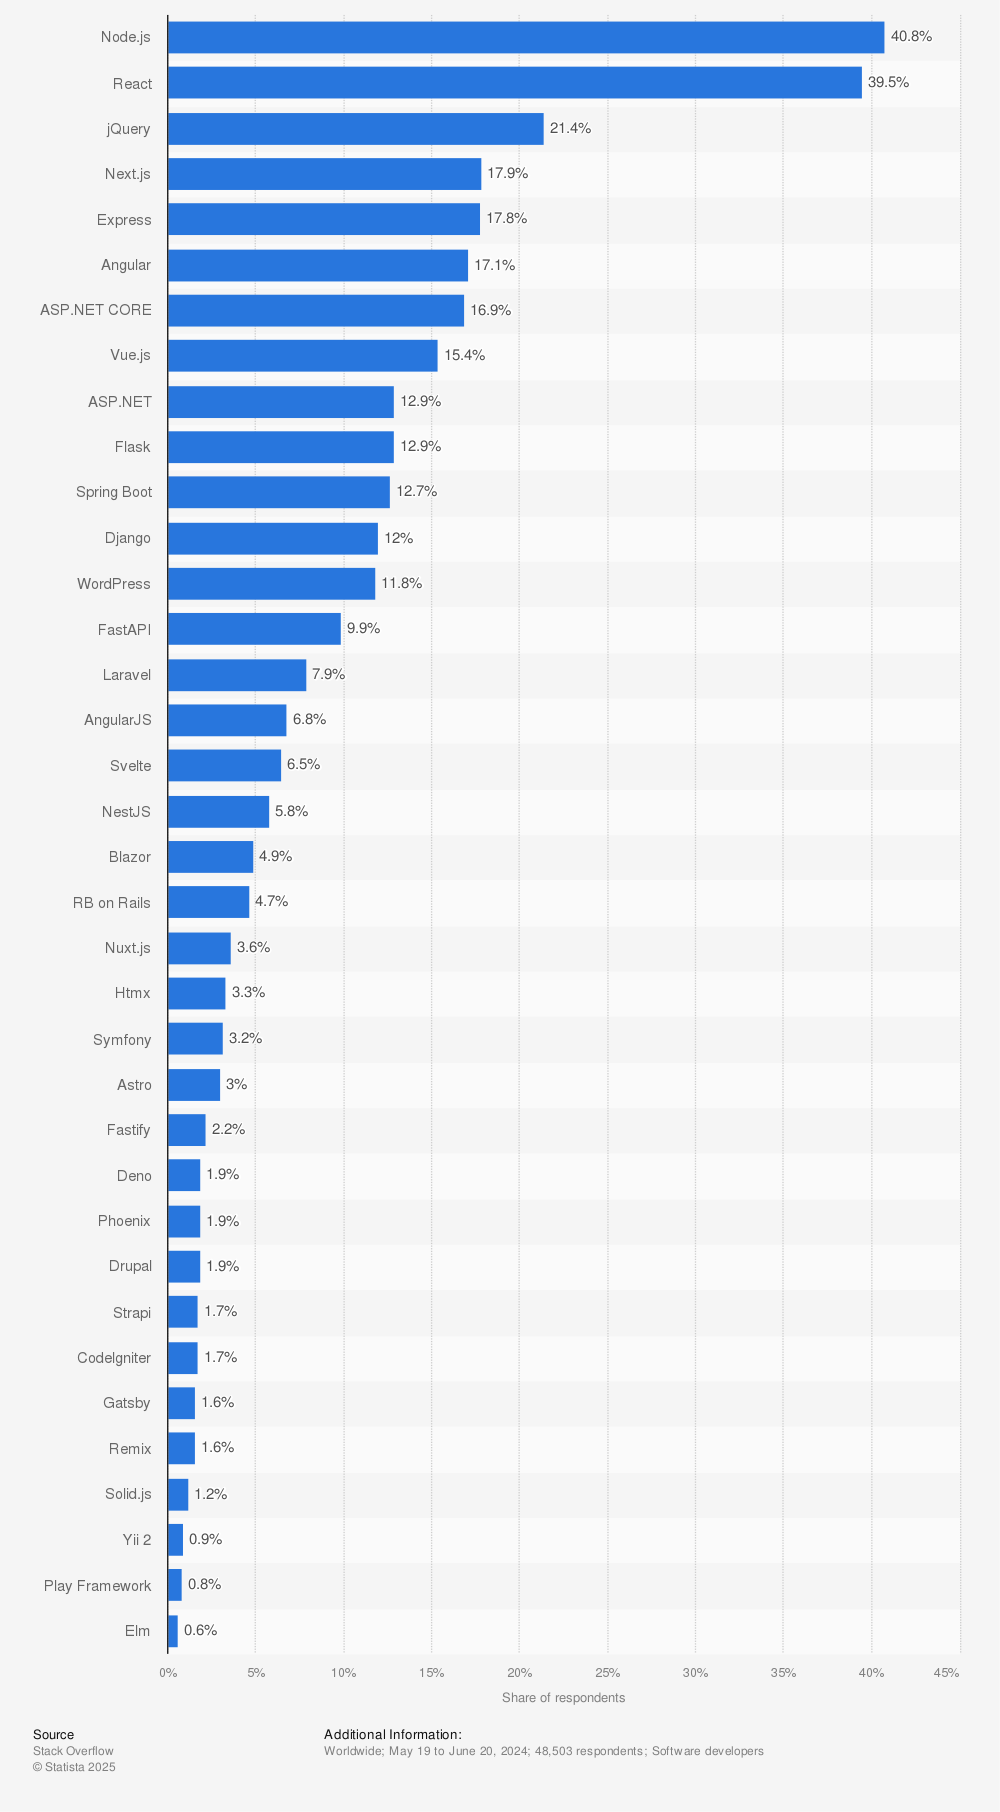 Node.js 40.8%
React 39.5%
jQuery 21.4%
Next.js 17.9%
Express 17.8%
Angular 17.1%
ASP.NET CORE 16.9%
Vue.js 15.4%
ASP.NET 12.9%
Flask 12.9%
Spring Boot 12.7%
Django 12%
WordPress 11.8%
FastAPI 9.9%
Laravel 7.9%
AngularJS 6.8%
Svelte 6.5%
NestJS 5.8%
Blazor 4.9%
RB on Rails 4.7%
Nuxt.js 3.6%
Htmx 3.3%
Symfony 3.2%
Astro 3%
Fastify 2.2%
Deno 1.9%
Phoenix 1.9%
Drupal 1.9%
Strapi 1.7%
CodeIgniter 1.7%
Gatsby 1.6%
Remix 1.6%
Solid.js 1.2%
Yii 2 0.9%
Play Framework 0.8%
Elm 0.6%
0% 5% 10% 15% 20% 25% 30% 35% 40% 45%
Share of respondents
Source
Stack Overflow
© Statista 2025
Additional Information:
Worldwide; May 19 to June 20, 2024; 48,503 respondents; Software developers